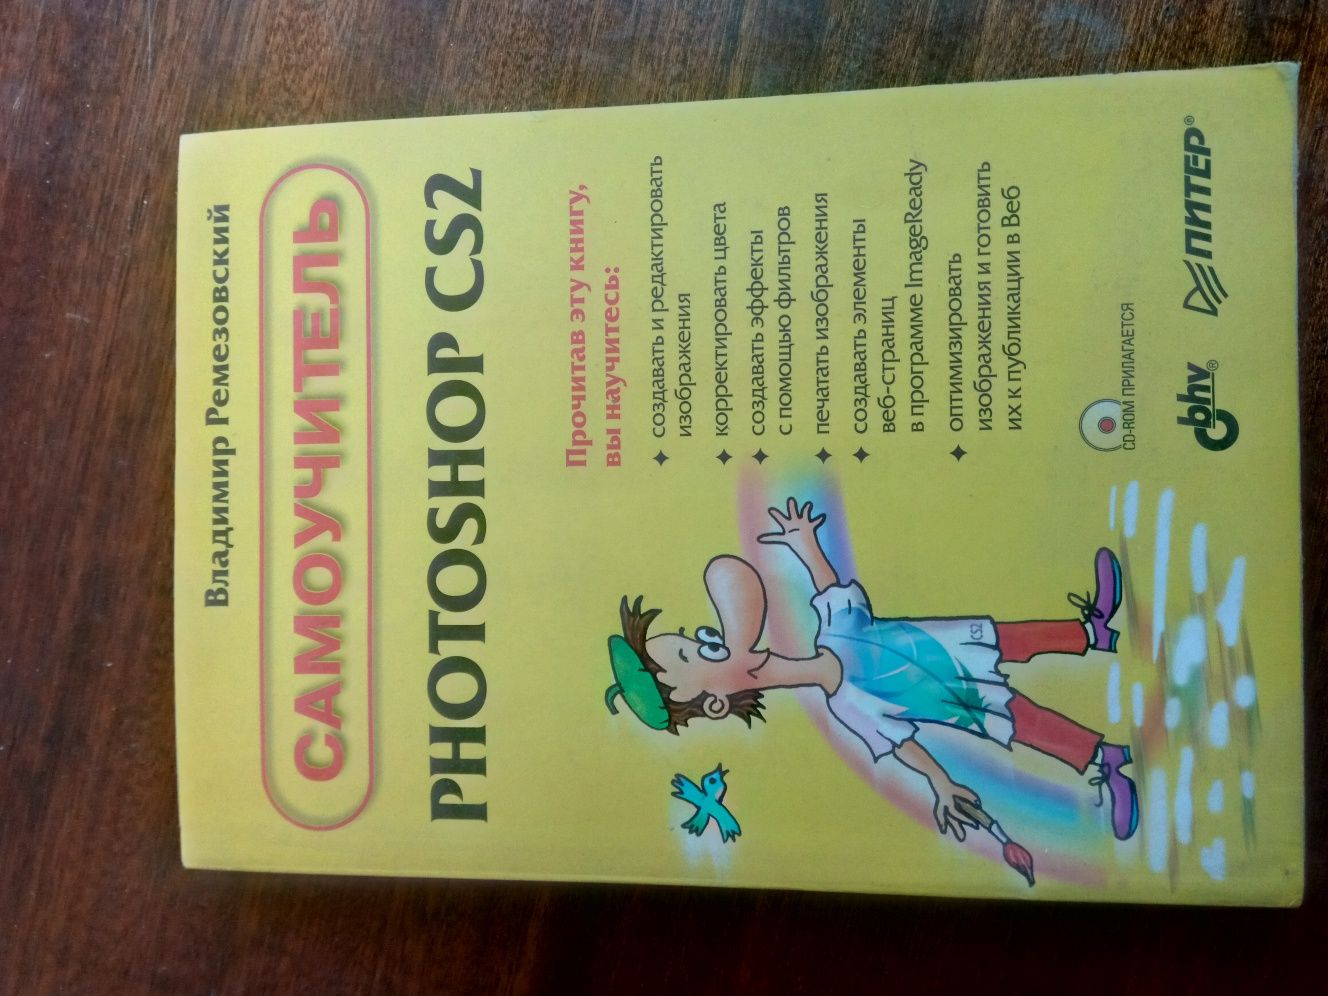 Владимир Ремезовский
САМОУЧИТЕЛЬ
PHOTOSHOP CS2
Прочитав эту книгу,
вы научитесь:
✦ создавать и редактировать
изображения
✦ корректировать цвета
✦ создавать эффекты
с помощью фильтров
✦ печатать изображения
✦ создавать элементы
веб-страниц
в программе ImageReady
✦ оптимизировать
изображения и готовить
их к публикации в Веб
CS2
CD-ROM ПРИЛАГАЕТСЯ
bhv®
ПИТЕР®